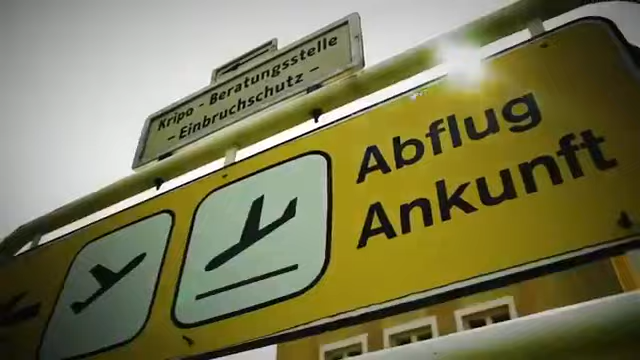 Kripo - Beratungsstelle
- Einbruchschutz -
Abflug
Ankunft